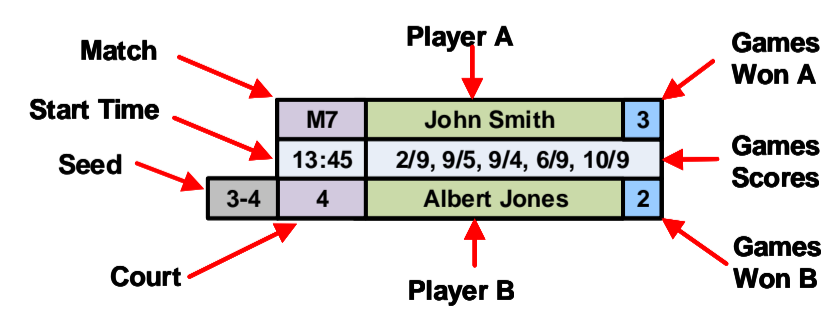 Match
Player A
Games
Won A
Start Time
M7 John Smith 3
Seed
13:45 2/9, 9/5, 9/4, 6/9, 10/9
Games
Scores
3-4 4 Albert Jones 2
Court
Player B
Games
Won B